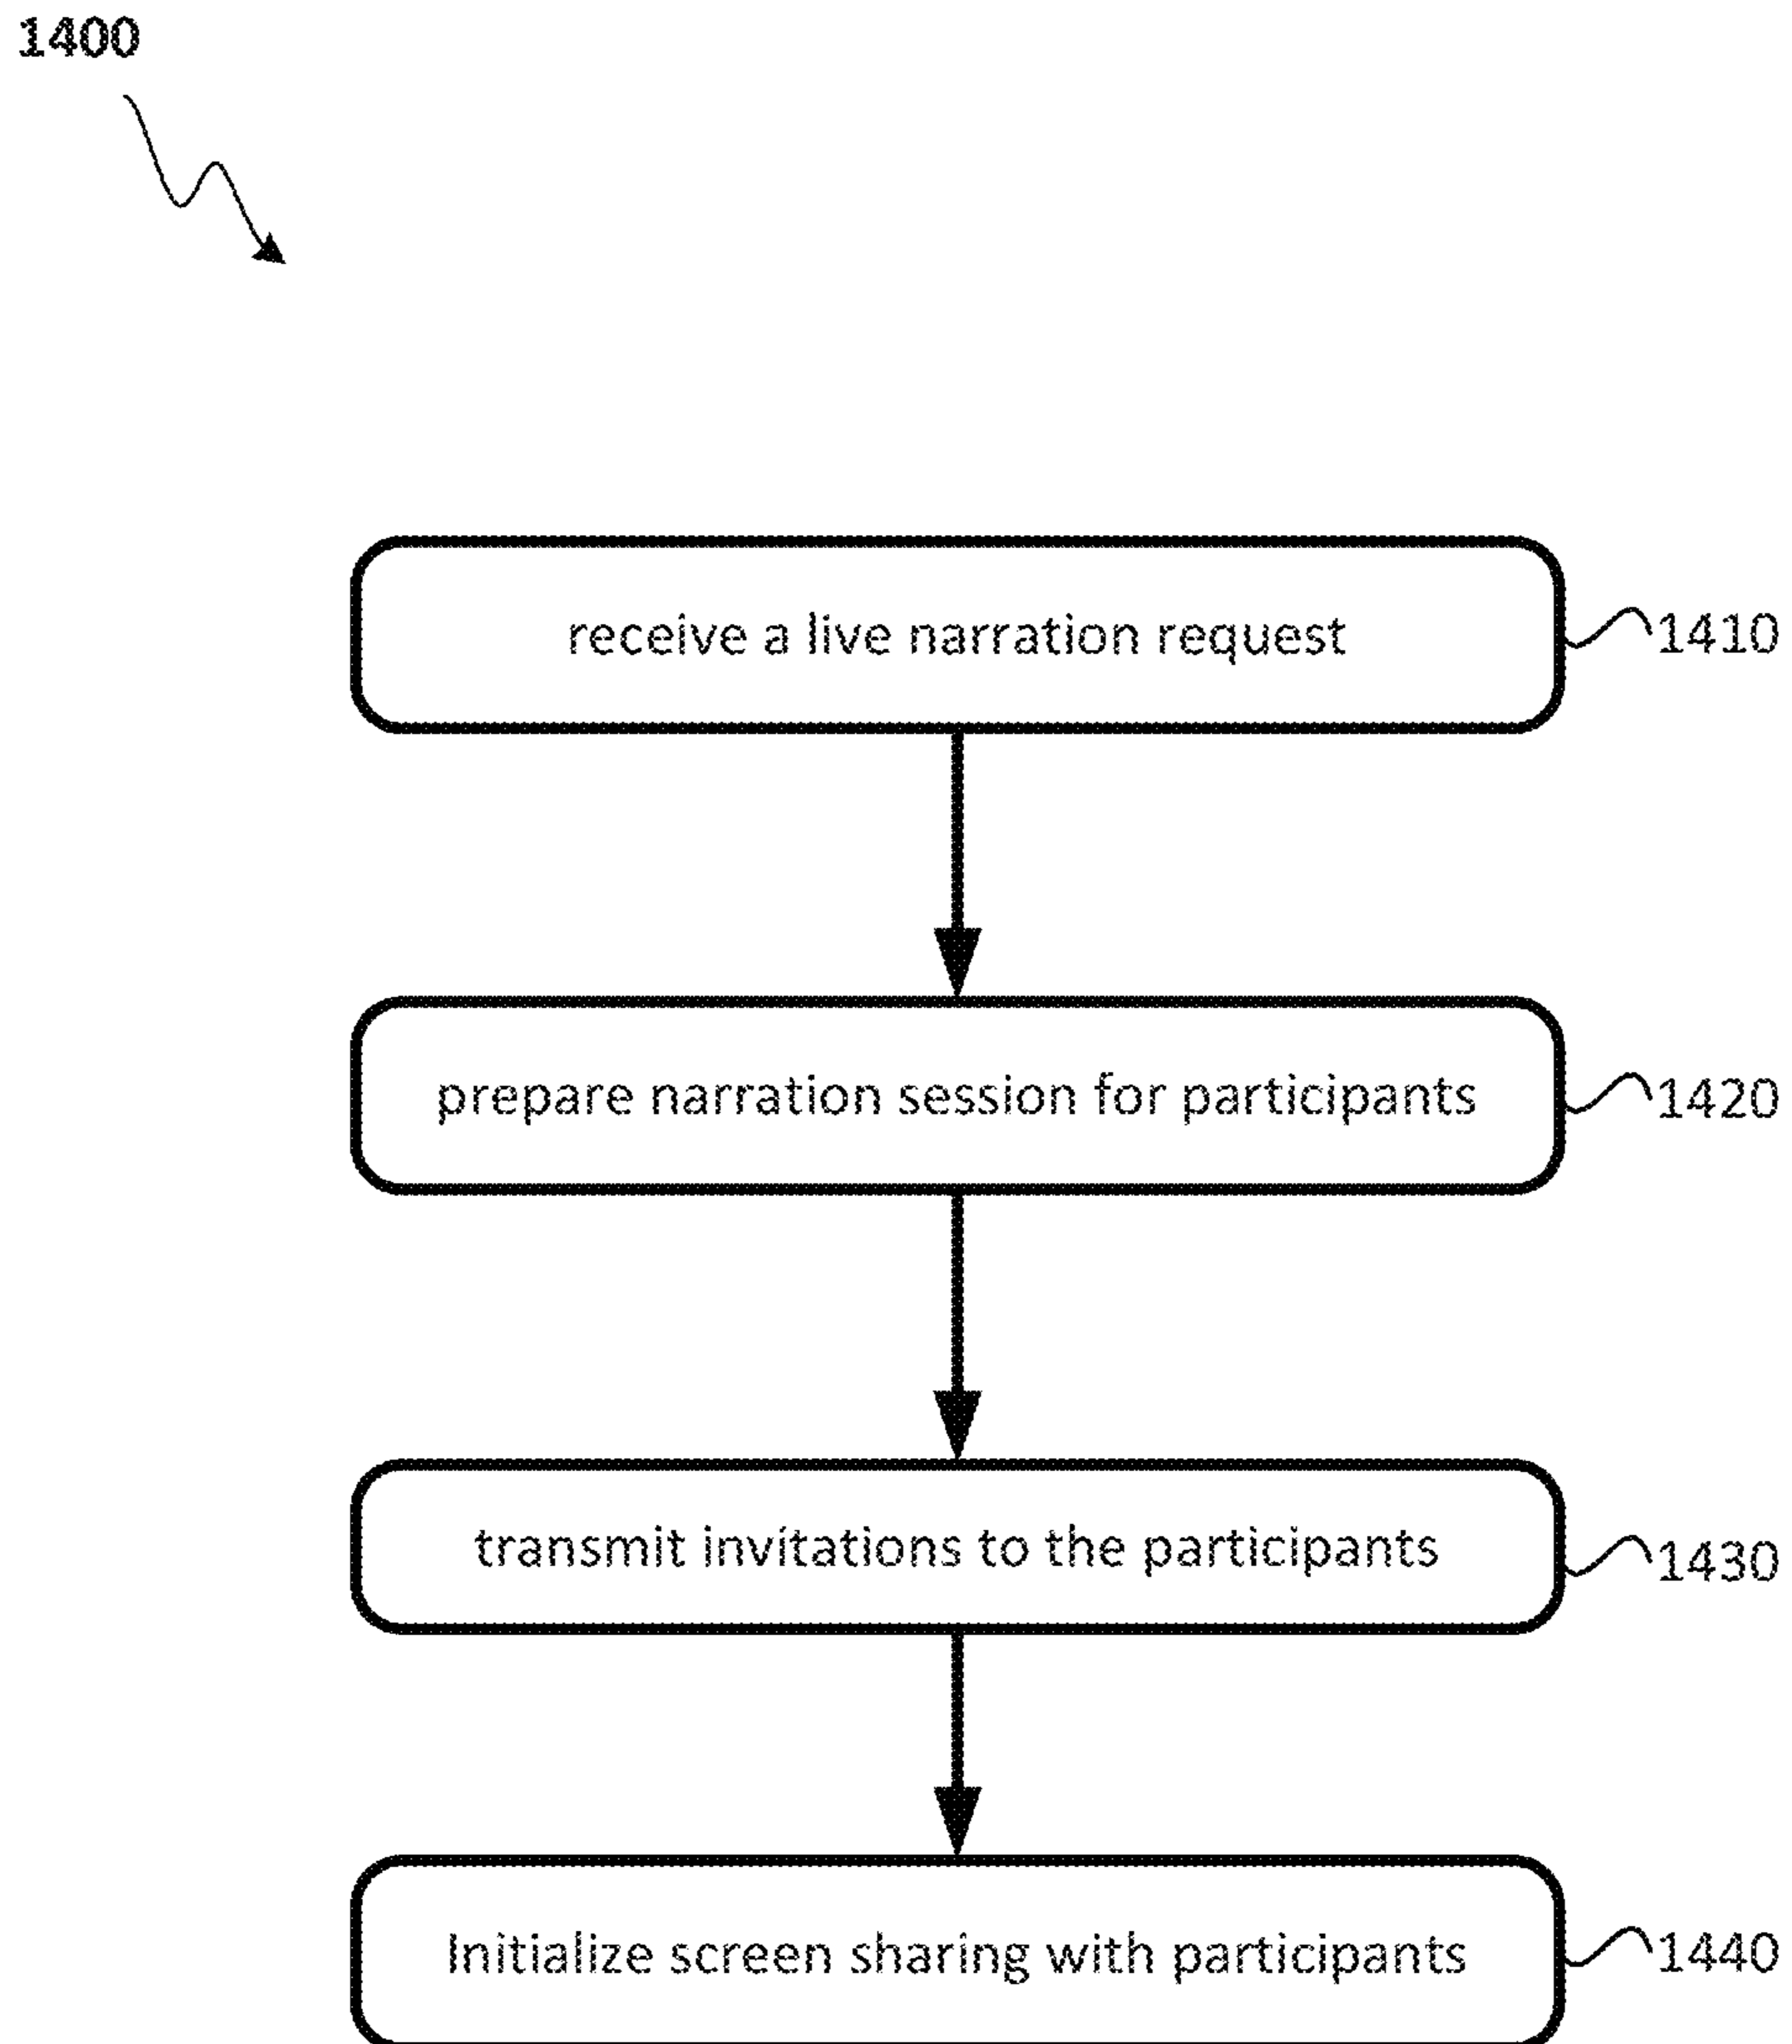 1400
receive a live narration request
1410
prepare narration session for participants
1420
transmit invitations to the participants
1430
Initialize screen sharing with participants
1440